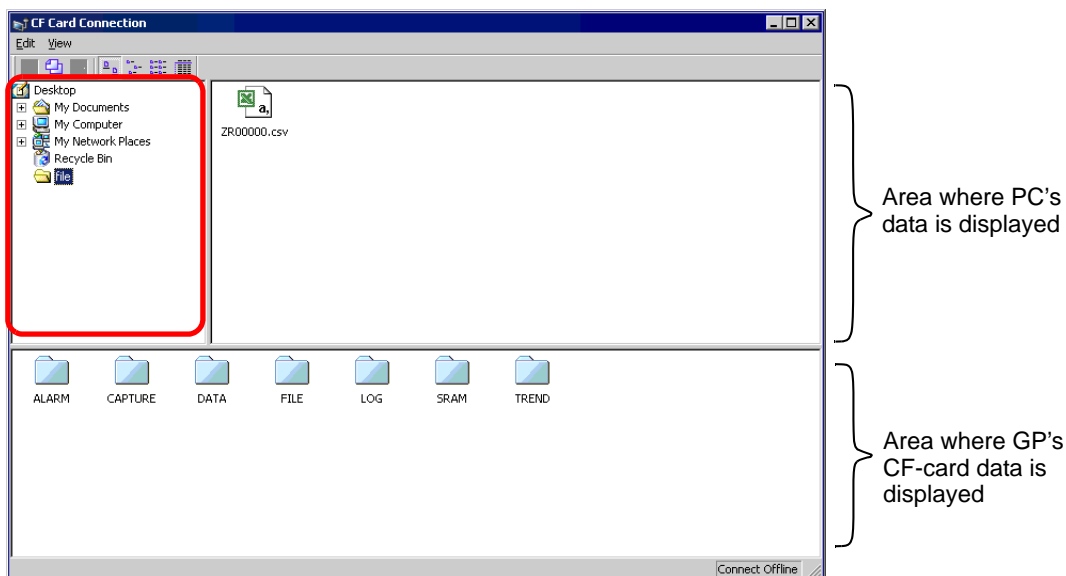 CF Card Connection
Edit View
Desktop
My Documents
My Computer
My Network Places
Recycle Bin
file
a,
ZR00000.csv
Area where PC's
data is displayed
ALARM CAPTURE DATA FILE LOG SRAM TREND
Area where GP's
CF-card data is
displayed
Connect Offline